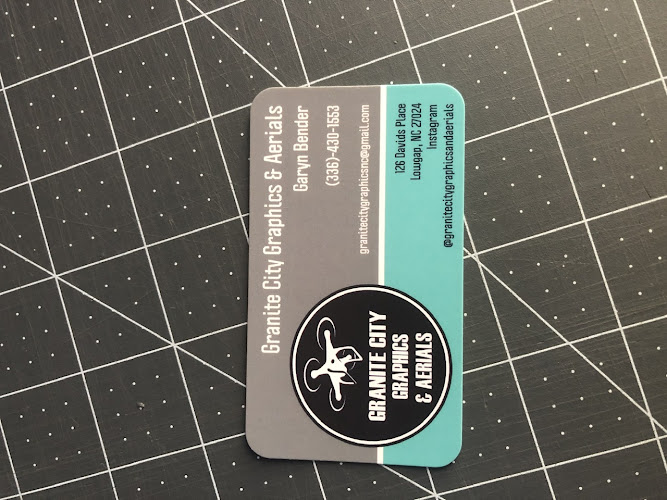 Granite City Graphics & Aerials
Garyn Bender
(336)-430-1553
granitecitygraphicsnc@gmail.com
126 Davids Place
Lowgap, NC 27024
Instagram
@granitecitygraphicsandaerials
GRANITE CITY
GRAPHICS
& AERIALS